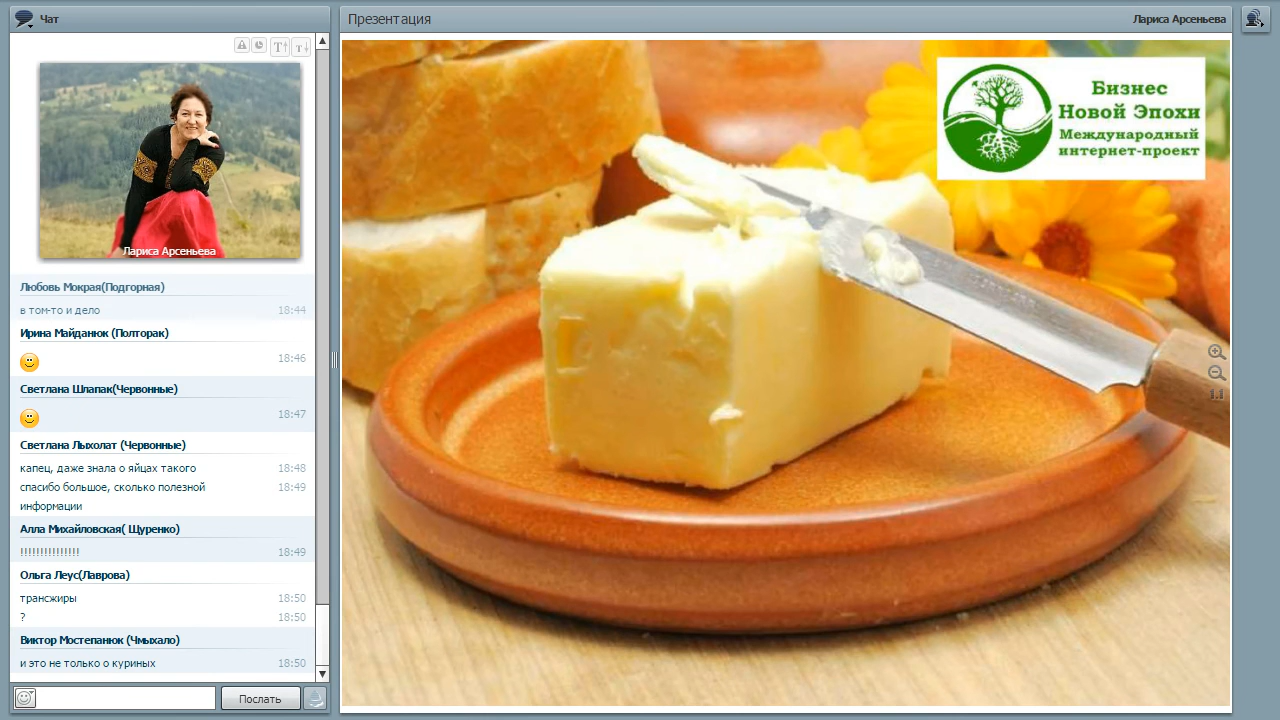 Чат
Лариса Арсеньева
Любовь Мокрая(Подгорная)
в том-то и дело 18:44
Ирина Майданюк (Полторак)
18:46
Светлана Шлапак(Червонные)
18:47
Светлана Лыхолат (Червонные)
капец, даже знала о яйцах такого 18:48
спасибо большое, сколько полезной 18:49
информации
Алла Михайловская( Щуренко)
!!!!!!!!!!!!!!! 18:49
Ольга Леус(Лаврова)
трансжиры 18:50
? 18:50
Виктор Мостепанюк (Чмыхало)
и это не только о куриных 18:50
Послать
Презентация
Лариса Арсеньева
Бизнес
Новой Эпохи
Международный
интернет-проект
1:1